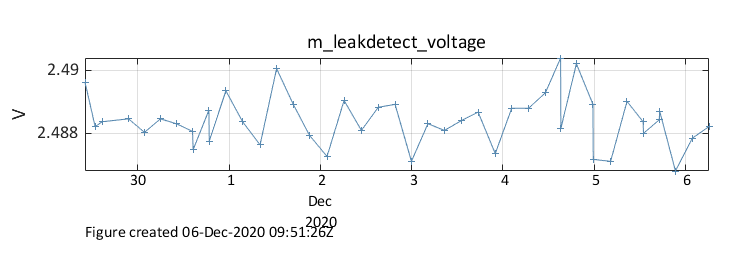 m_leakdetect_voltage
2.49
V
2.488
30 1 2 3 4 5 6
Dec
2020
Figure created 06-Dec-2020 09:51:26Z